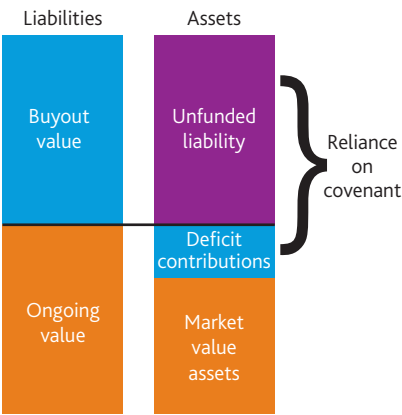 Liabilities
Assets
Buyout
value
Unfunded
liability
Reliance
on
covenant
Deficit
contributions
Ongoing
value
Market
value
assets